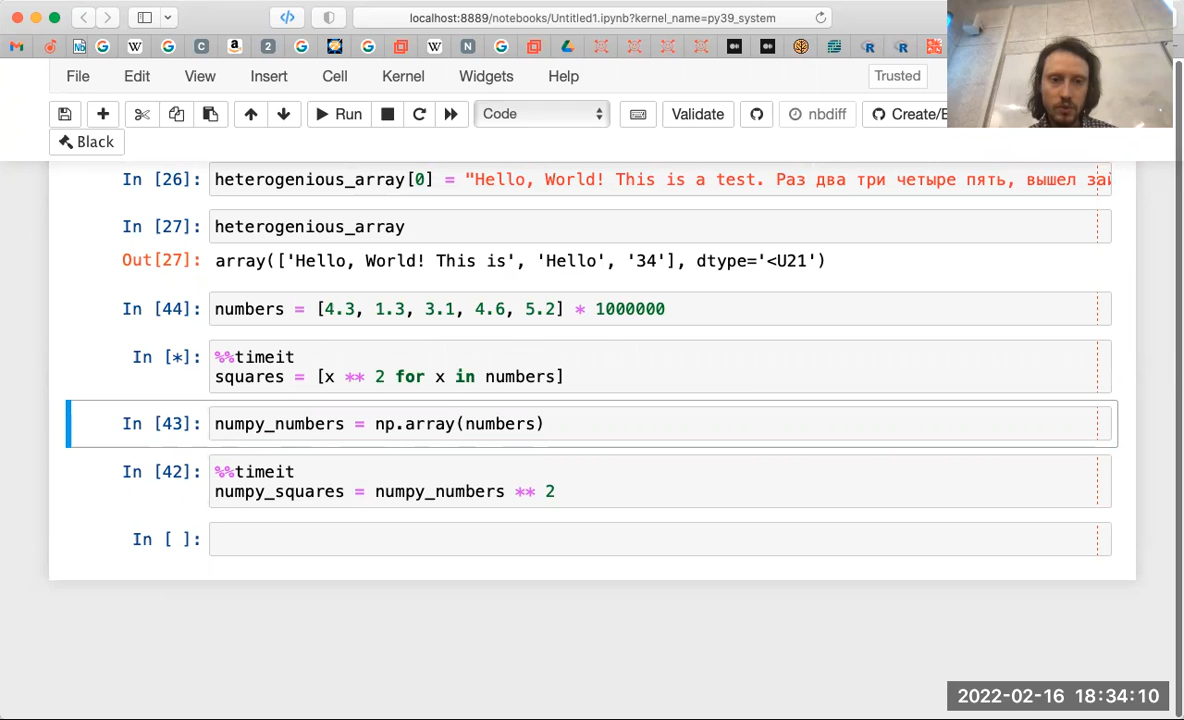 localhost:8889/notebooks/Untitled1.ipynb?kernel_name=py39_system
File Edit View Insert Cell Kernel Widgets Help Trusted
Run Code Validate nbdiff Create/E
Black
In [26]: heterogenious_array[0] = "Hello, World! This is a test. Раз два три четыре пять, вышел зай
In [27]: heterogenious_array
Out[27]: array(['Hello, World! This is', 'Hello', '34'], dtype='<U21')
In [44]: numbers = [4.3, 1.3, 3.1, 4.6, 5.2] * 1000000
In [*]: %%timeit
squares = [x ** 2 for x in numbers]
In [43]: numpy_numbers = np.array(numbers)
In [42]: %%timeit
numpy_squares = numpy_numbers ** 2
In [ ]:
2022-02-16 18:34:10